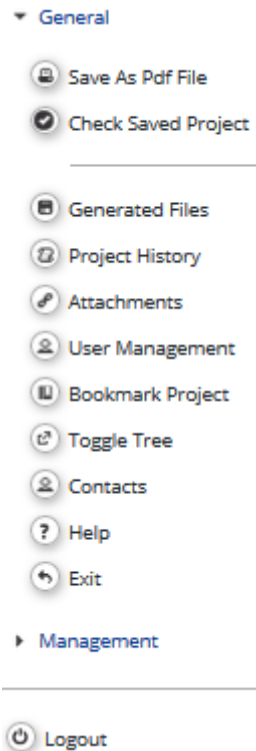 General
Save As Pdf File
Check Saved Project
Generated Files
Project History
Attachments
User Management
Bookmark Project
Toggle Tree
Contacts
? Help
Exit
Management
Logout